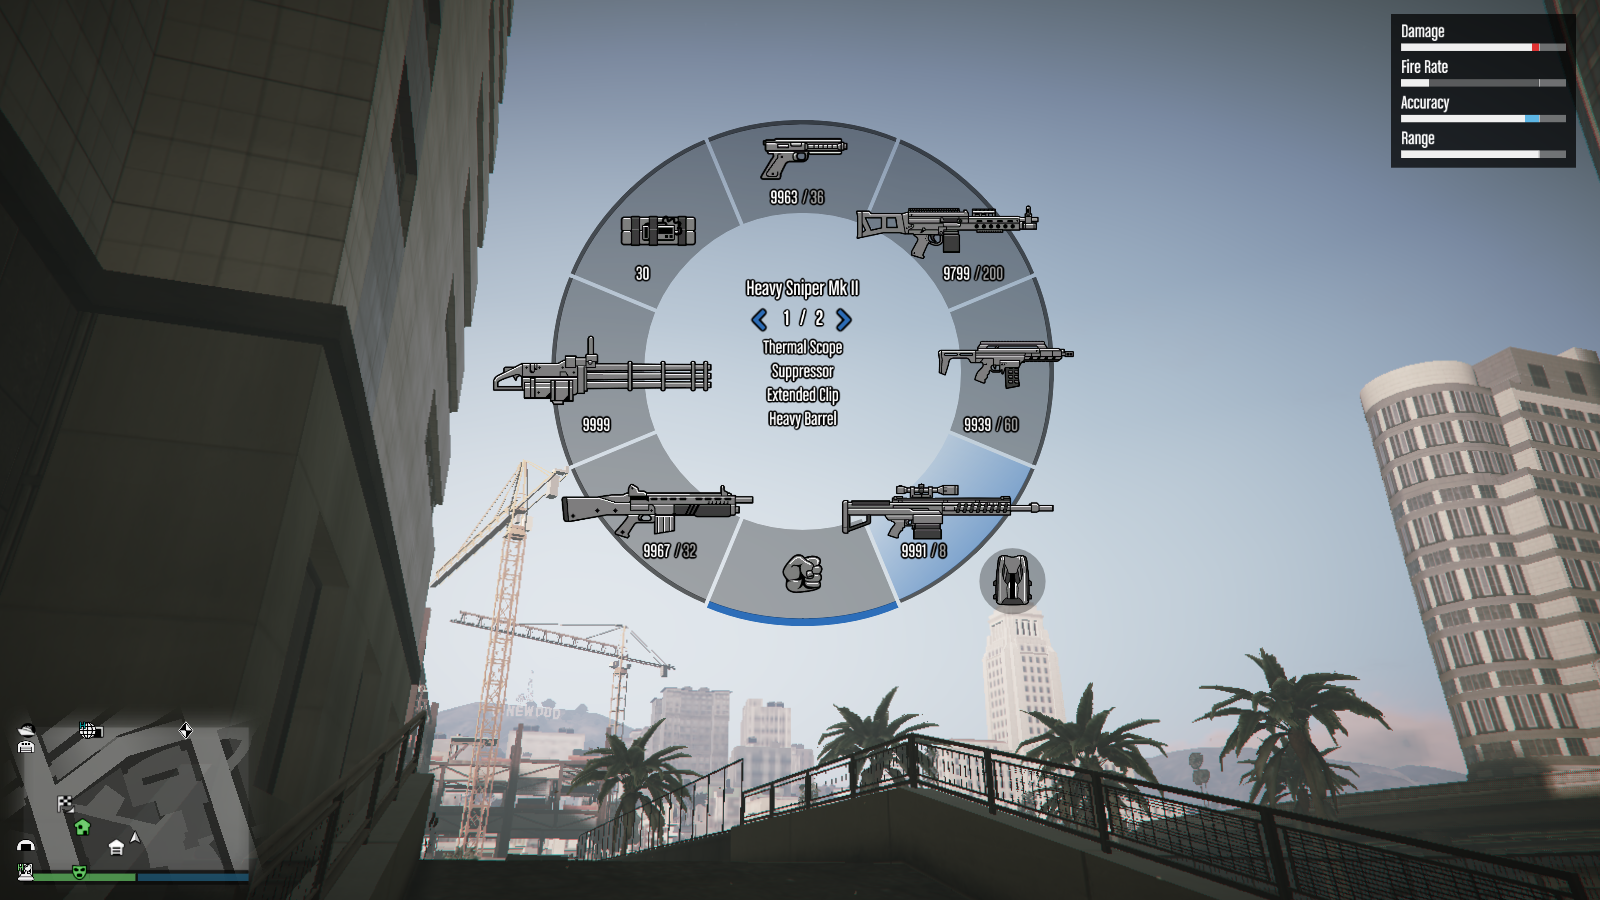 Damage
Fire Rate
Accuracy
Range
9963 / 36
30
9799 / 200
Heavy Sniper Mk II
1 / 2
Thermal Scope
Suppressor
Extended Clip
Heavy Barrel
9999
9939 / 60
9967 / 32
9991 / 8
NEWOOD